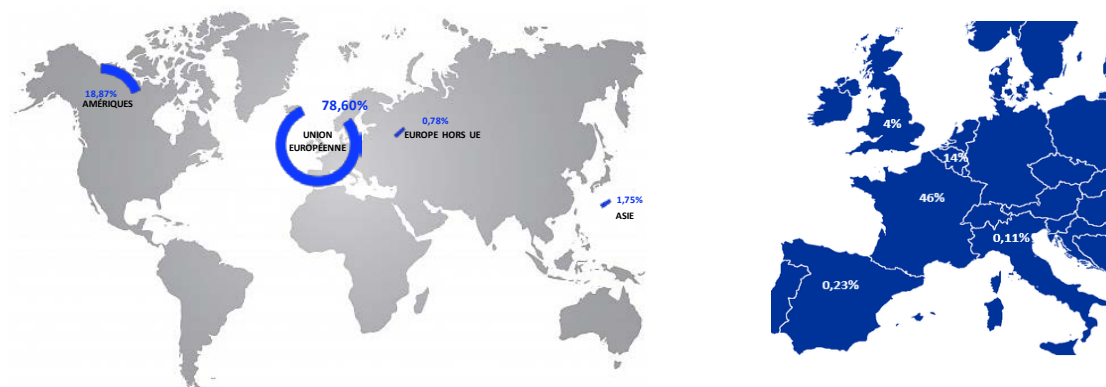 18,87%
AMÉRIQUES
78,60%
UNION
EUROPÉENNE
0,78%
EUROPE HORS UE
1,75%
ASIE
4%
14%
46%
0,11%
0,23%